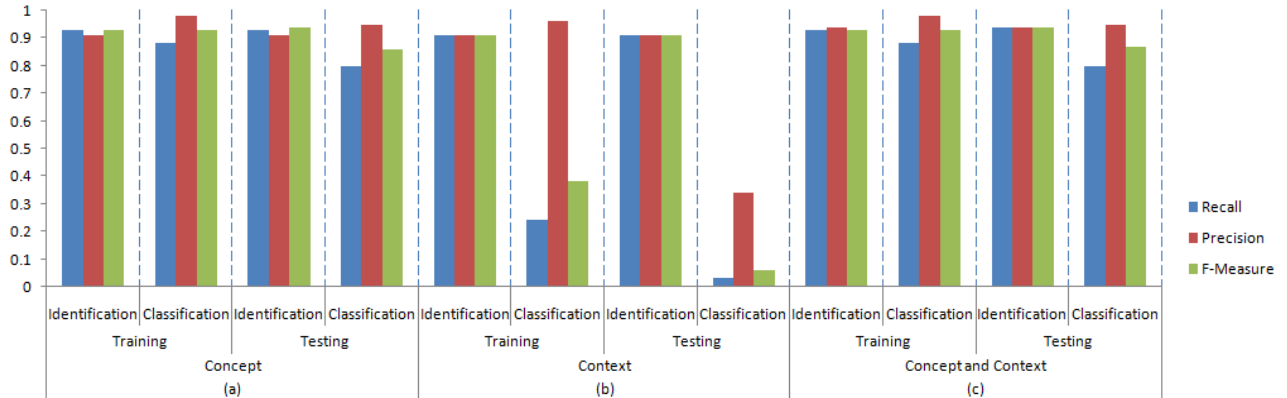 1
0.9
0.8
0.7
0.6
0.5
0.4
0.3
0.2
0.1
0
Recall
Precision
F-Measure
Identification Classification Identification Classification Identification Classification Identification Classification Identification Classification Identification Classification
Training Testing Training Testing Training Testing
Concept Context Concept and Context
(a) (b) (c)